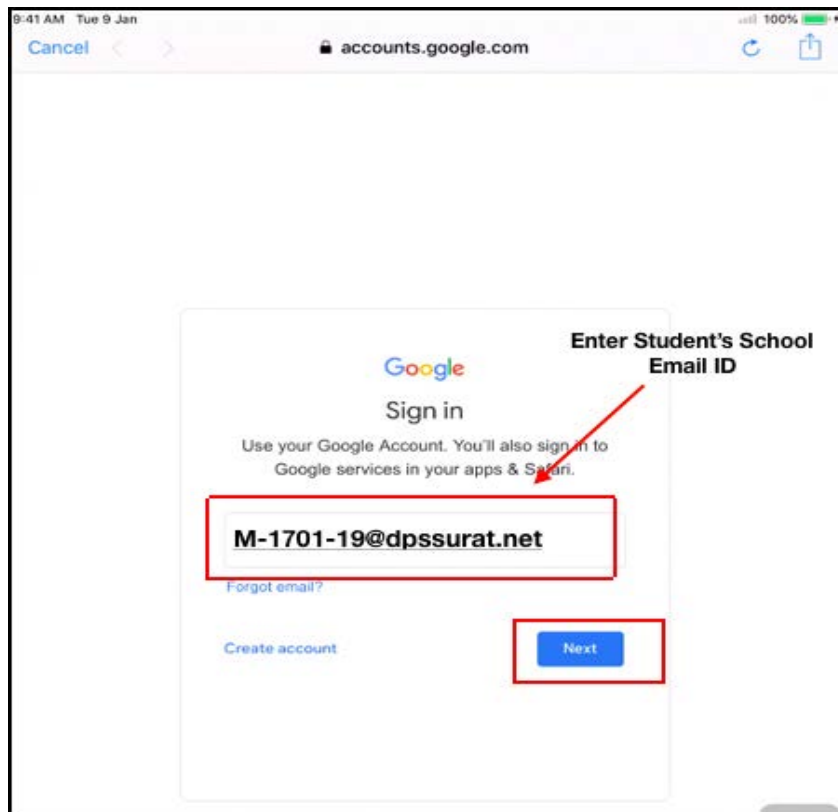 9:41 AM Tue 9 Jan
100%
Cancel
accounts.google.com
Enter Student's School
Email ID
Google
Sign in
Use your Google Account. You'll also sign in to
Google services in your apps & Safari.
M-1701-19@dpssurat.net
Forgot email?
Create account
Next